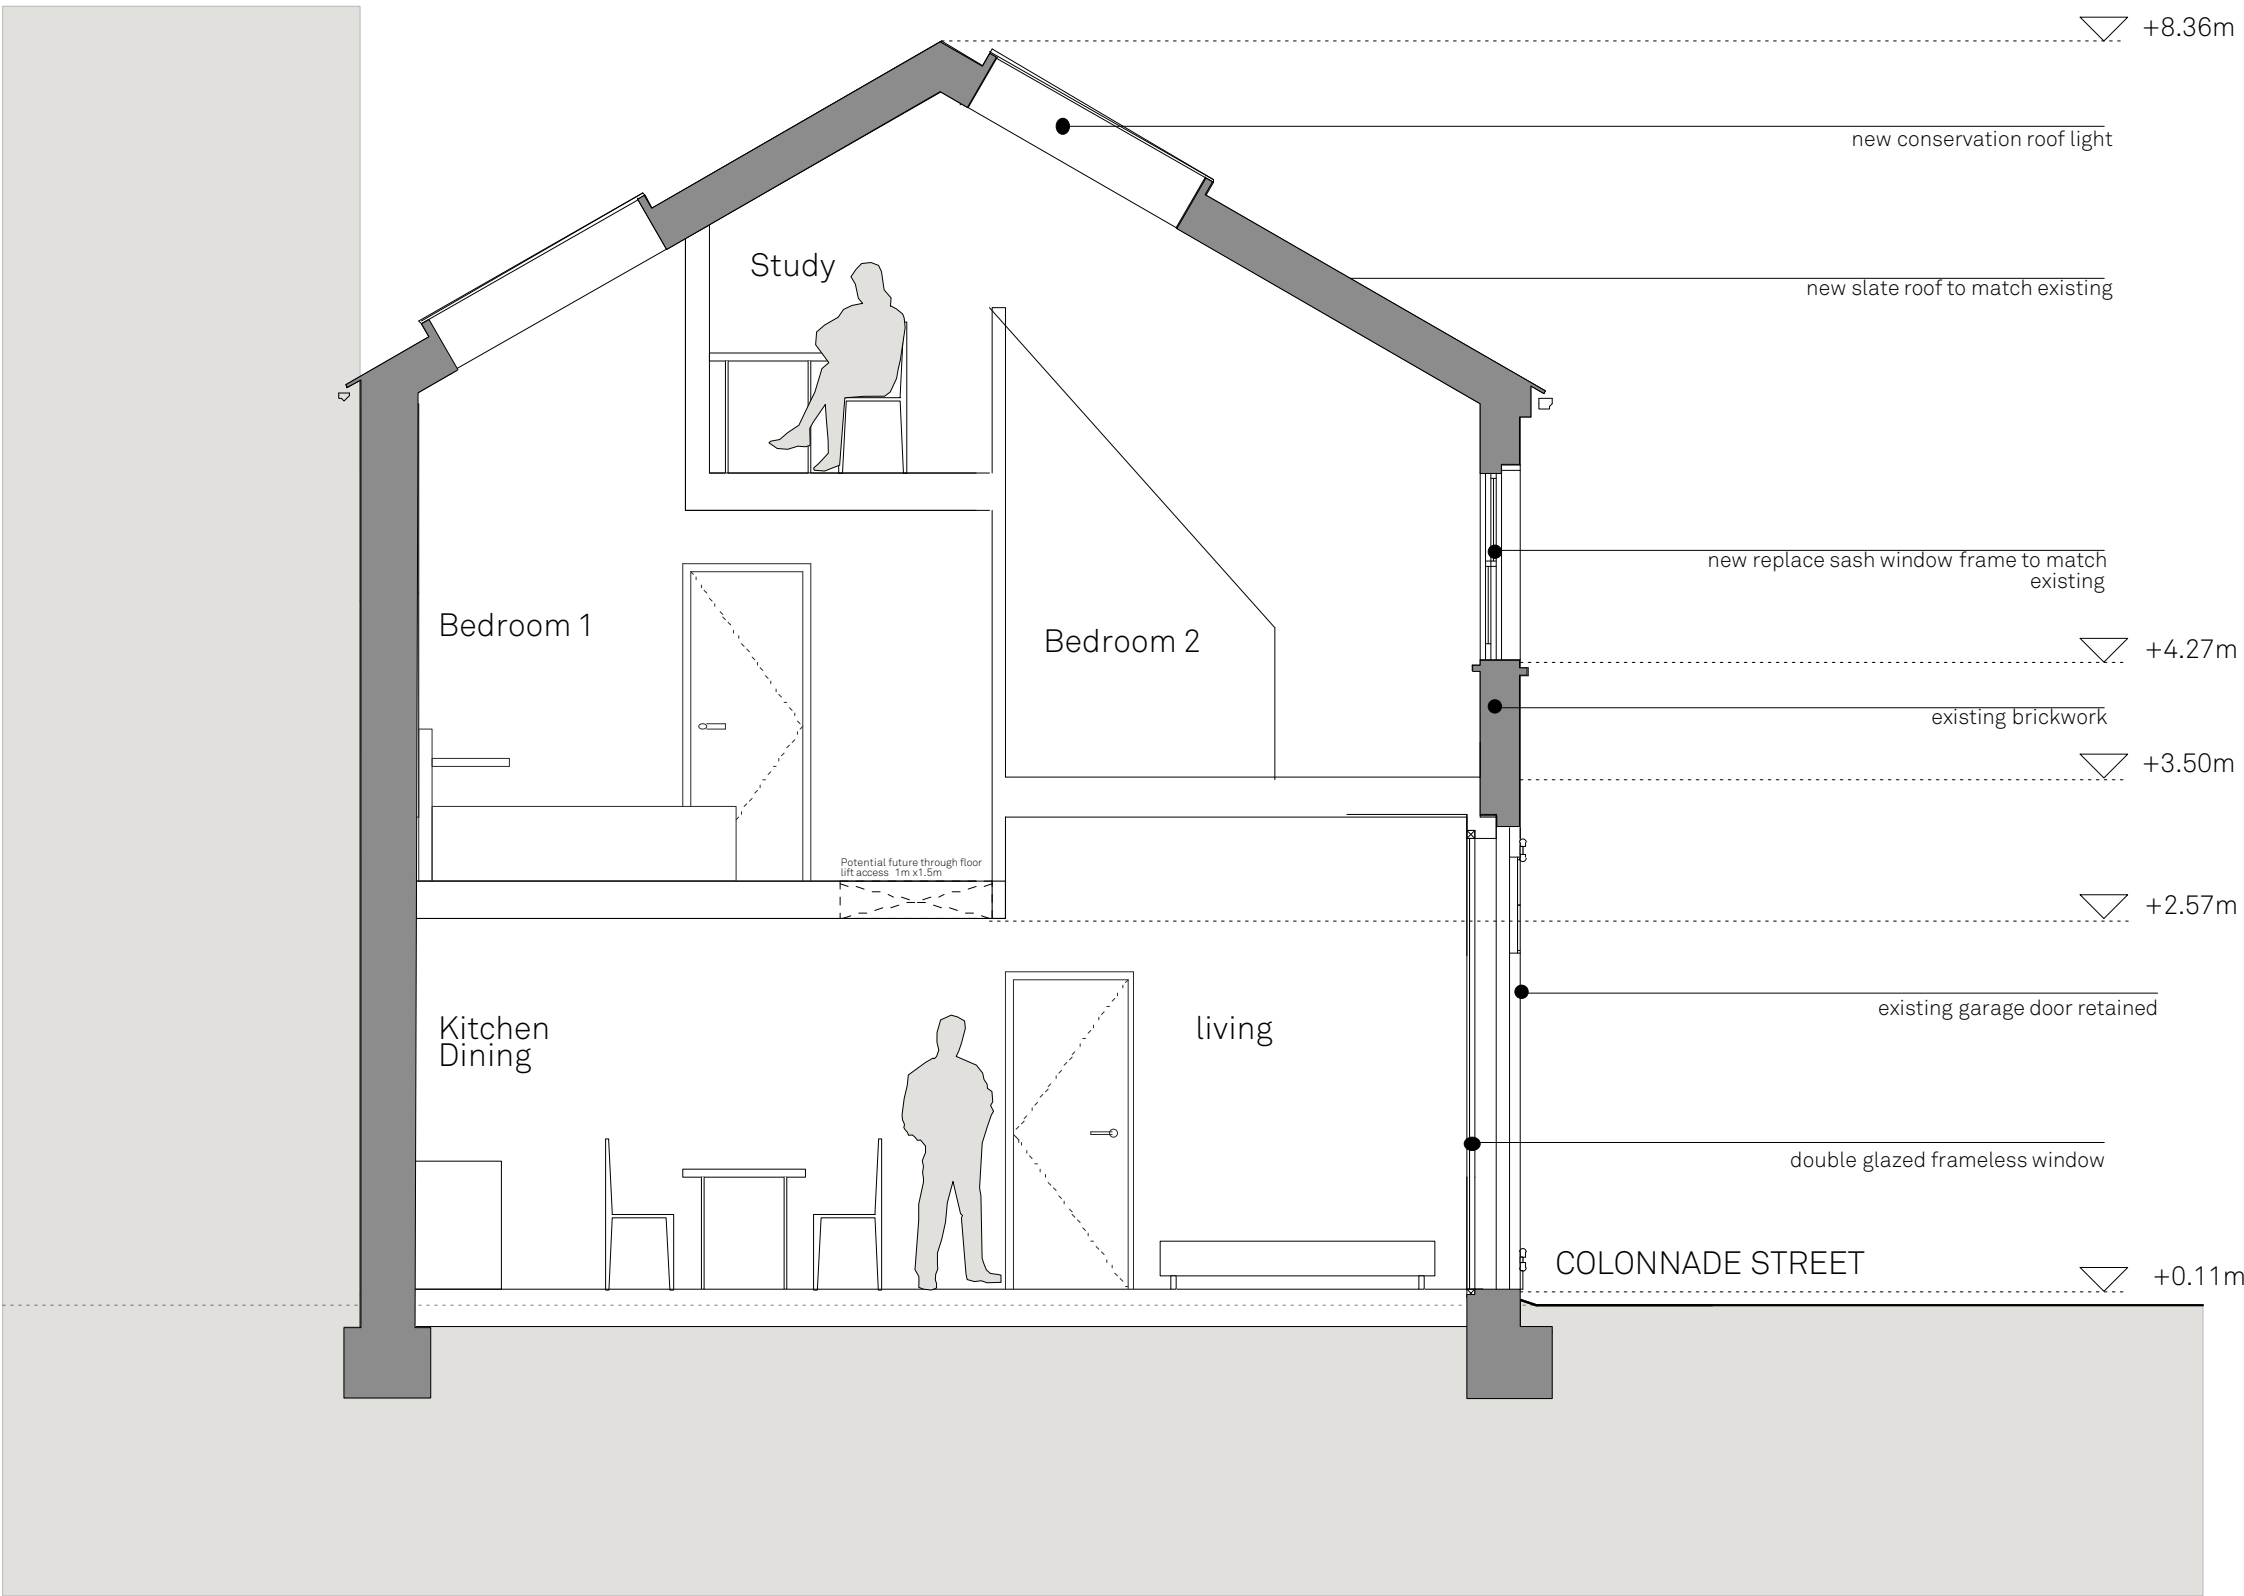 +8.36m
new conservation roof light
Study
new slate roof to match existing
new replace sash window frame to match
existing
Bedroom 1
Bedroom 2
+4.27m
existing brickwork
+3.50m
Potential future through floor
lift access 1m x1.5m
+2.57m
existing garage door retained
Kitchen
Dining
living
double glazed frameless window
COLONNADE STREET
+0.11m